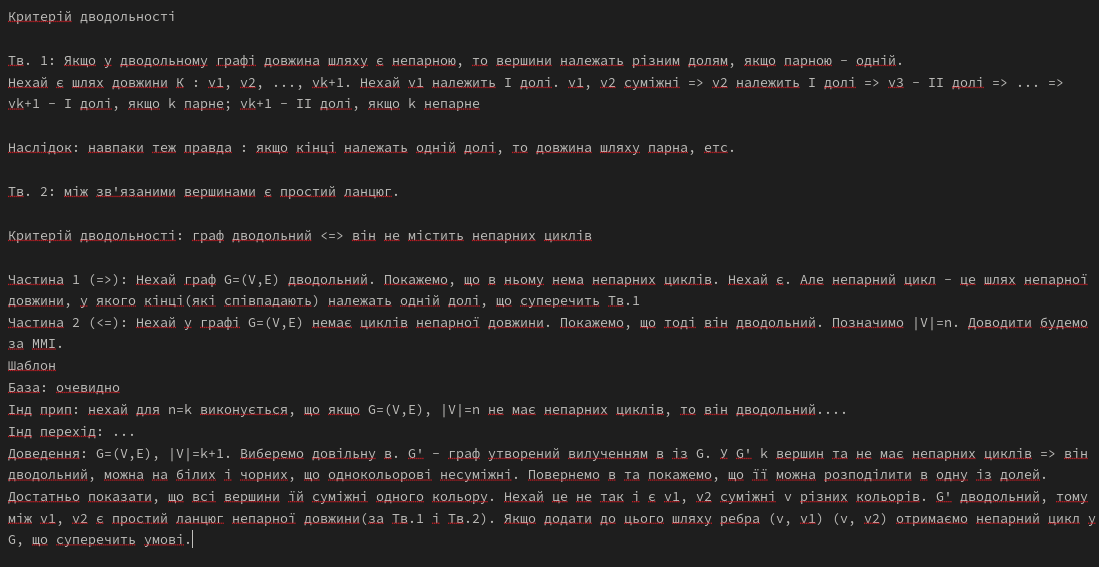 Критерій дводольності
Тв. 1: Якщо у дводольному графі довжина шляху є непарною, то вершини належать різним долям, якщо парною – одній.
Нехай є шлях довжини K : v1, v2, ..., vk+1. Нехай v1 належить I долі. v1, v2 суміжні => v2 належить I долі => v3 – II долі => ... =>
vk+1 – I долі, якщо k парне; vk+1 – II долі, якщо k непарне
Наслідок: навпаки теж правда : якщо кінці належать одній долі, то довжина шляху парна, етс.
Тв. 2: між зв'язаними вершинами є простий ланцюг.
Критерій дводольності: граф дводольний <=> він не містить непарних циклів
Частина 1 (=>): Нехай граф G=(V,E) дводольний. Покажемо, що в ньому нема непарних циклів. Нехай є. Але непарний цикл – це шлях непарної
довжини, у якого кінці(які співпадають) належать одній долі, що суперечить Тв.1
Частина 2 (<=): Нехай у графі G=(V,E) немає циклів непарної довжини. Покажемо, що тоді він дводольний. Позначимо |V|=n. Доводити будемо
за ММІ.
Шаблон
База: очевидно
Інд прип: нехай для n=k виконується, що якщо G=(V,E), |V|=n не має непарних циклів, то він дводольний....
Інд перехід: ...
Доведення: G=(V,E), |V|=k+1. Виберемо довільну в. G' – граф утворений вилученням в із G. У G' k вершин та не має непарних циклів => він
дводольний, можна на білих і чорних, що однокольорові несуміжні. Повернемо в та покажемо, що її можна розподілити в одну із долей.
Достатньо показати, що всі вершини їй суміжні одного кольору. Нехай це не так і є v1, v2 суміжні v різних кольорів. G' дводольний, тому
між v1, v2 є простий ланцюг непарної довжини(за Тв.1 і Тв.2). Якщо додати до цього шляху ребра (v, v1) (v, v2) отримаємо непарний цикл у
G, що суперечить умові.